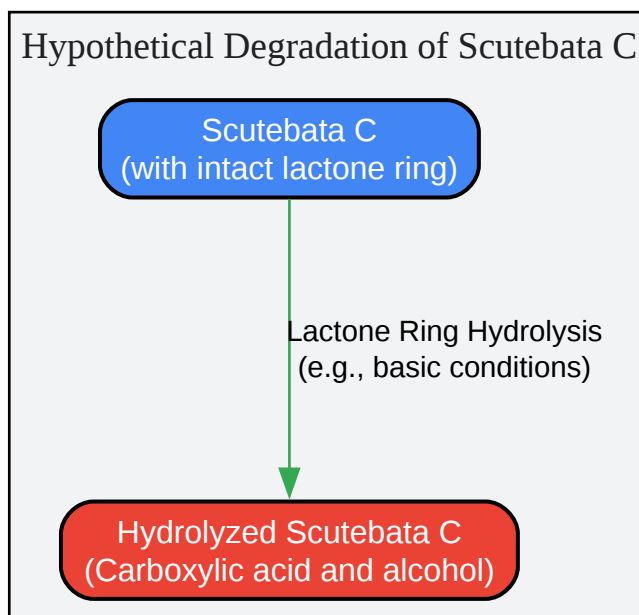 Hypothetical Degradation of Scutebata C
Scutebata C
(with intact lactone ring)
Lactone Ring Hydrolysis
(e.g., basic conditions)
Hydrolyzed Scutebata C
(Carboxylic acid and alcohol)